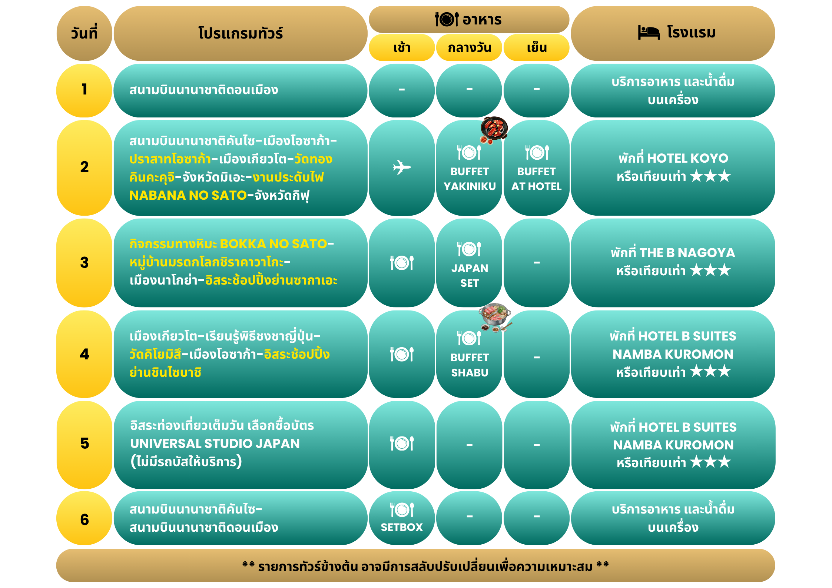 วันที่
โปรแกรมทัวร์
อาหาร
เช้า
กลางวัน
เย็น
โรงแรม
1
สนามบินนานาชาติดอนเมือง
-
-
-
บริการอาหาร และน้ำดื่ม
บนเครื่อง
2
สนามบินนานาชาติคันไซ-เมืองโอซาก้า-
ปราสาทโอซาก้า-เมืองเกียวโต-วัดทอง
คินคะคุจิ-จังหวัดมิเอะ-งานประดับไฟ
NABANA NO SATO-จังหวัดกิฟุ
BUFFET
YAKINIKU
BUFFET
AT HOTEL
พักที่ HOTEL KOYO
หรือเทียบเท่า ★★★
3
กิจกรรมทางหิมะ BOKKA NO SATO-
หมู่บ้านมรดกโลกชิราคาวาโกะ-
เมืองนาโกย่า-อิสระช้อปปิ้งย่านซากาเอะ
JAPAN
SET
-
พักที่ THE B NAGOYA
หรือเทียบเท่า ★★★
4
เมืองเกียวโต-เรียนรู้พิธีชงชาญี่ปุ่น-
วัดคิโยมิสึ-เมืองโอซาก้า-อิสระช้อปปิ้ง
ย่านชินไซบาชิ
BUFFET
SHABU
-
พักที่ HOTEL B SUITES
NAMBA KUROMON
หรือเทียบเท่า ★★★
5
อิสระท่องเที่ยวเต็มวัน เลือกซื้อบัตร
UNIVERSAL STUDIO JAPAN
(ไม่มีรถบัสให้บริการ)
-
-
พักที่ HOTEL B SUITES
NAMBA KUROMON
หรือเทียบเท่า ★★★
6
สนามบินนานาชาติคันไซ-
สนามบินนานาชาติดอนเมือง
SETBOX
-
-
บริการอาหาร และน้ำดื่ม
บนเครื่อง
** รายการทัวร์ข้างต้น อาจมีการสลับปรับเปลี่ยนเพื่อความเหมาะสม **